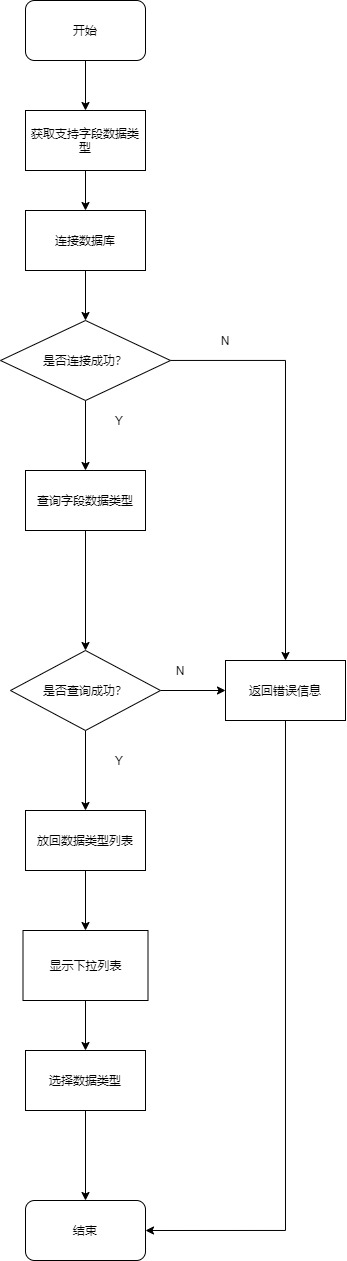 开始
获取支持字段数据类
型
连接数据库
是否连接成功?
N
Y
查询字段数据类型
是否查询成功?
N
返回错误信息
Y
放回数据类型列表
显示下拉列表
选择数据类型
结束